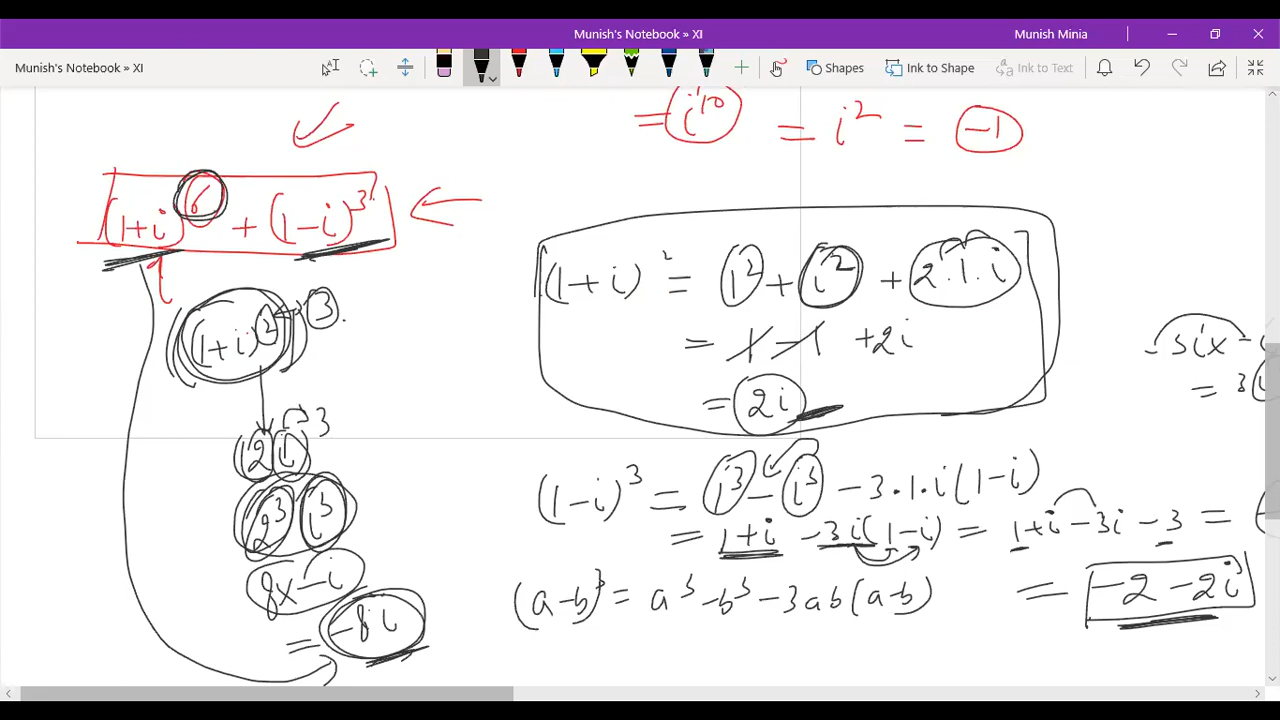 Munish's Notebook » XI
Munish Minia
Munish's Notebook » XI
Shapes
Ink to Shape
Ink to Text
= i^10 = i^2 = -1
(1+i)^6 + (1-i)^3
((1+i)^2)^3
(2i)^3
2^3 i^3
8x-i
= -8i
(1+i)^2 = 1^2 + i^2 + 2·1·i
= 1 - 1 + 2i
= 2i
(1-i)^3 = 1^3 - i^3 - 3·1·i(1-i)
= 1+i - 3i(1-i) = 1+i-3i-3 =
(a-b)^3 = a^3 - b^3 - 3ab(a-b)
= -2-2i